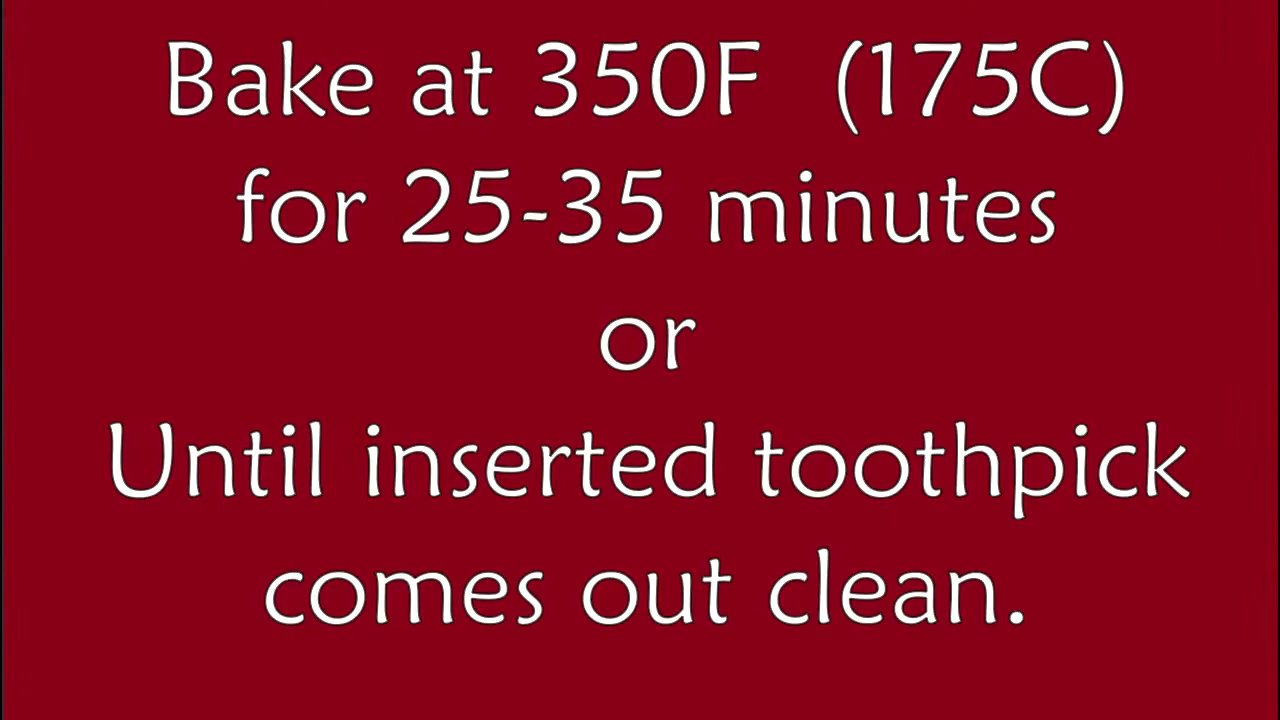 Bake at 350F (175C)
for 25-35 minutes
or
Until inserted toothpick
comes out clean.